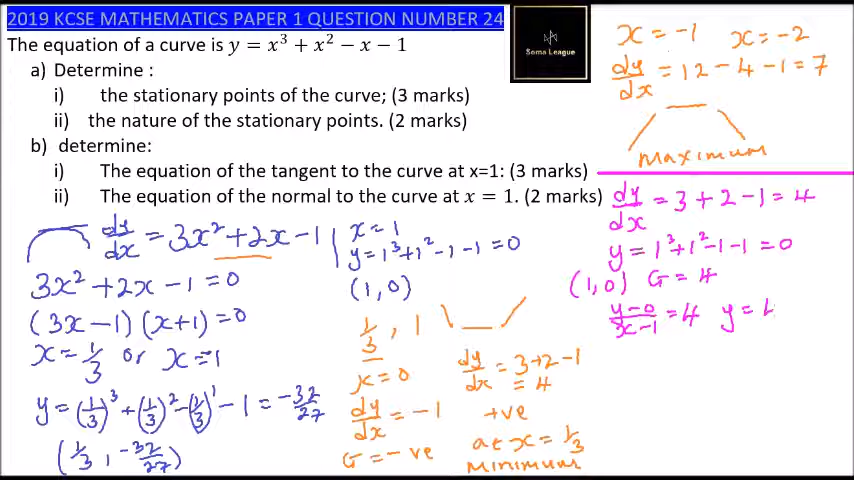 2019 KCSE MATHEMATICS PAPER 1 QUESTION NUMBER 24
The equation of a curve is y = x³ + x² − x − 1
a) Determine :
i) the stationary points of the curve; (3 marks)
ii) the nature of the stationary points. (2 marks)
b) determine:
i) The equation of the tangent to the curve at x=1: (3 marks)
ii) The equation of the normal to the curve at x = 1. (2 marks)
Soma League
dy/dx = 3x² + 2x − 1
3x² + 2x − 1 = 0
(3x − 1) (x + 1) = 0
x = 1/3 or x = −1
y = (1/3)³ + (1/3)² − (1/3)¹ − 1 = −32/27
(1/3, −32/27)
x = 1
y = 1³ + 1² − 1 − 1 = 0
(1, 0)
1/3, 1
x = 0
dy/dx = −1
G = − ve
dy/dx = 3+2−1
= 4
+ve
at x = 1/3
minimum
x = −1 x = −2
dy/dx = 12 − 4 − 1 = 7
maximum
dy/dx = 3 + 2 − 1 = 4
y = 1³ + 1² − 1 − 1 = 0
(1, 0) G = 4
y−0/x−1 = 4 y =